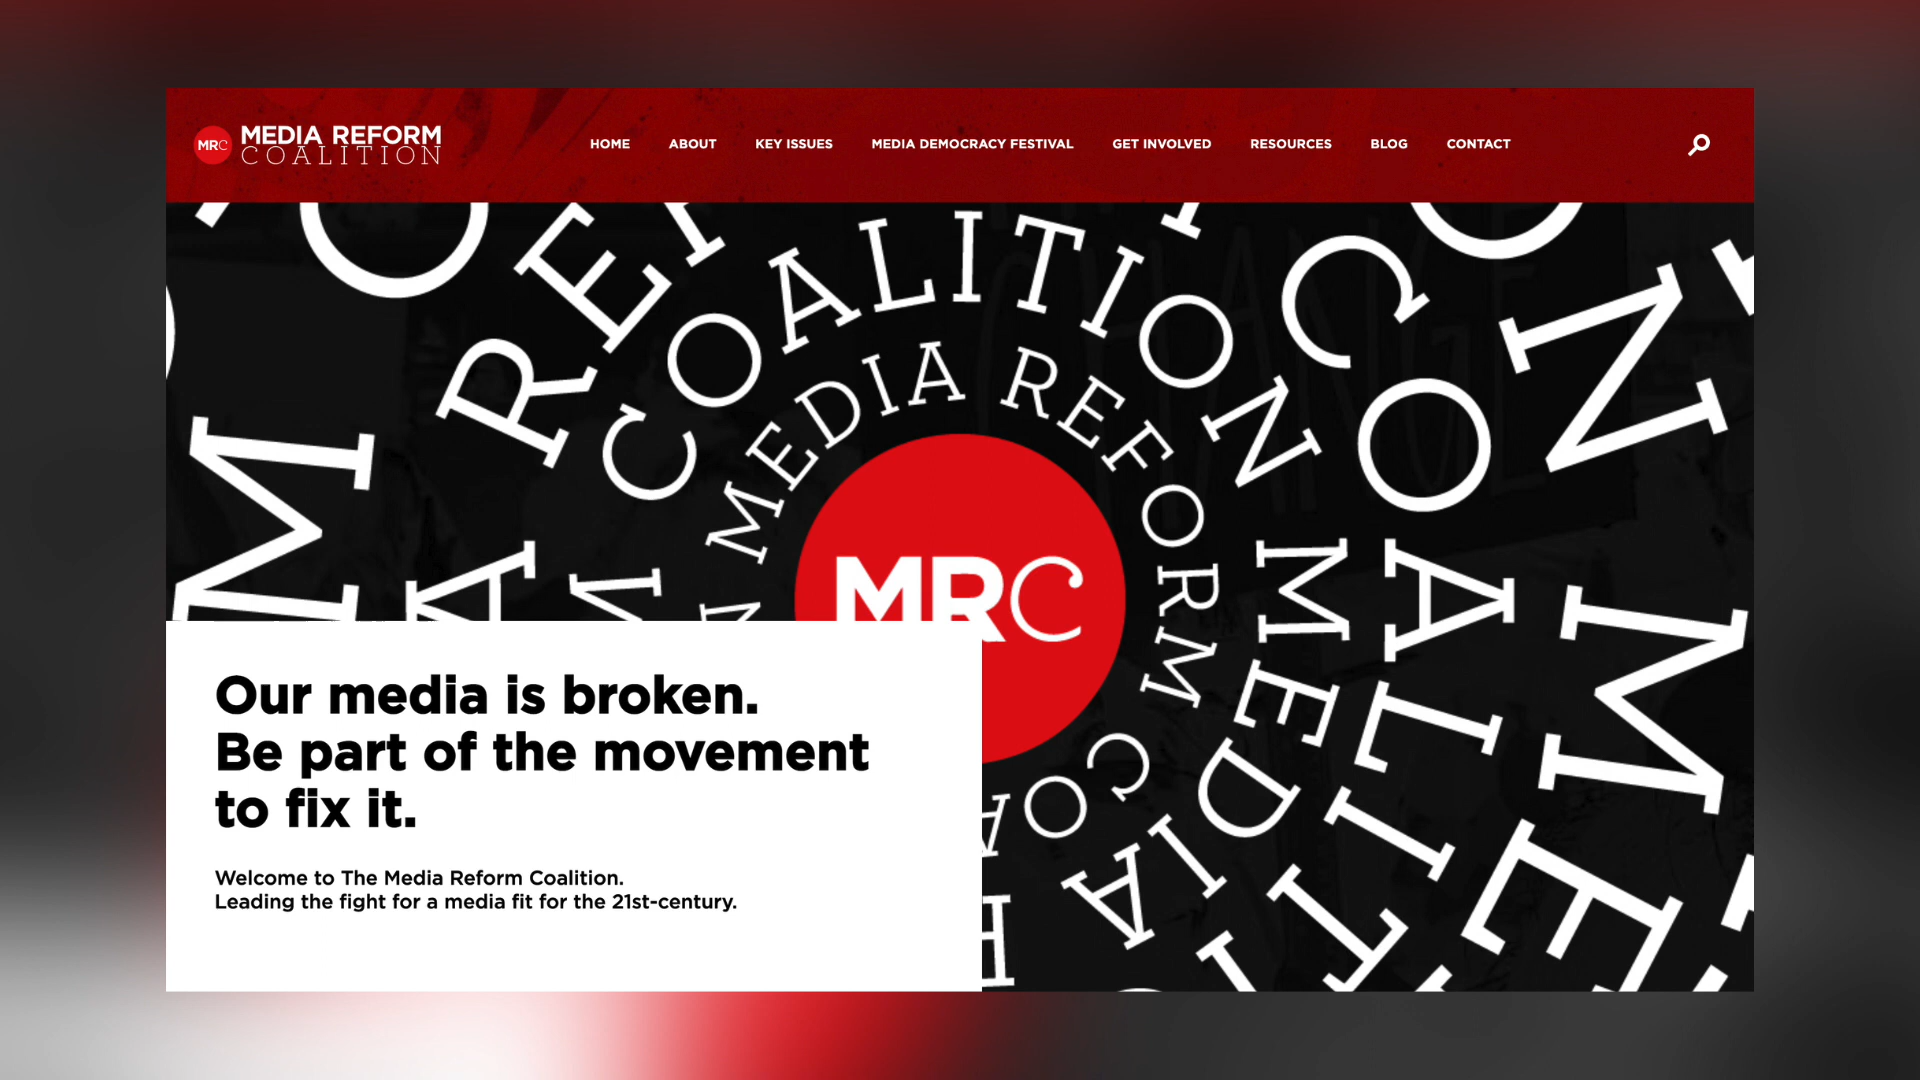 MRC MEDIA REFORM
COALITION
HOME ABOUT KEY ISSUES MEDIA DEMOCRACY FESTIVAL GET INVOLVED RESOURCES BLOG CONTACT
COALITION MEDIA
MEDIA REFORM COA
MRC
Our media is broken.
Be part of the movement
to fix it.
Welcome to The Media Reform Coalition.
Leading the fight for a media fit for the 21st-century.